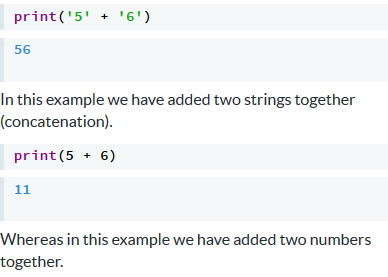 print('5' + '6')
56
In this example we have added two strings together
(concatenation).
print(5 + 6)
11
Whereas in this example we have added two numbers
together.